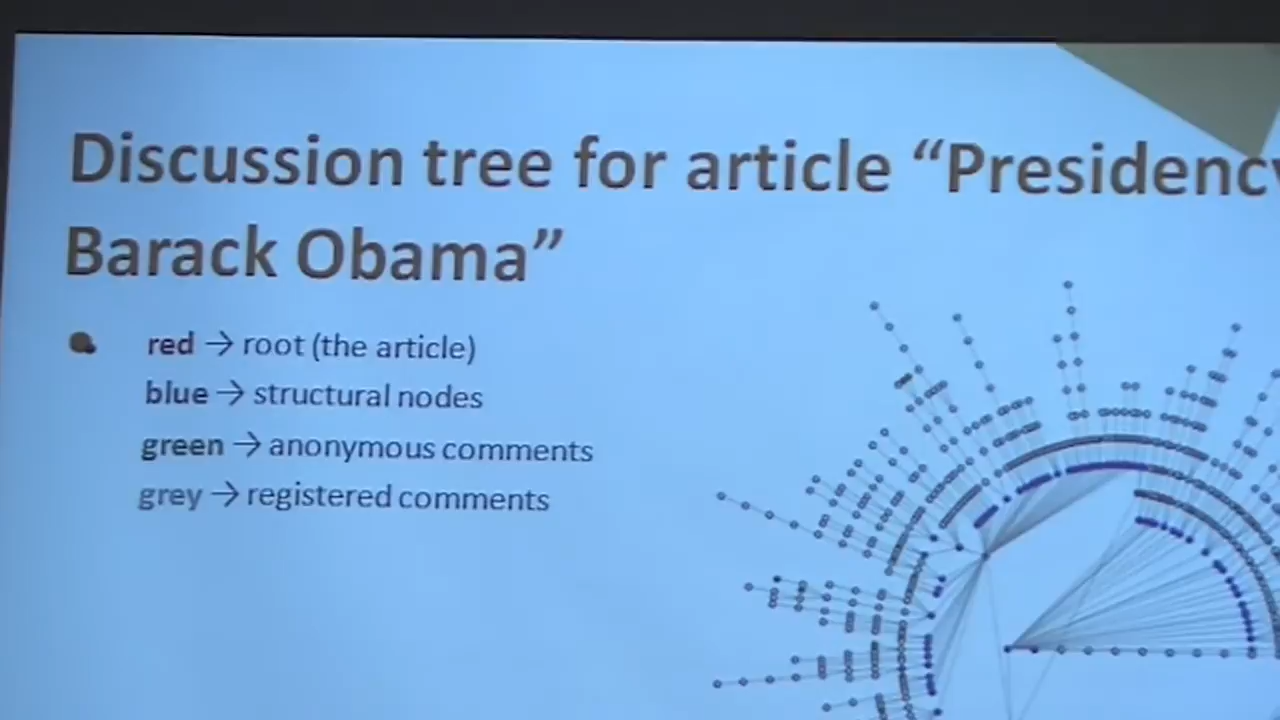 Discussion tree for article “Presidency
Barack Obama”
red → root (the article)
blue → structural nodes
green → anonymous comments
grey → registered comments